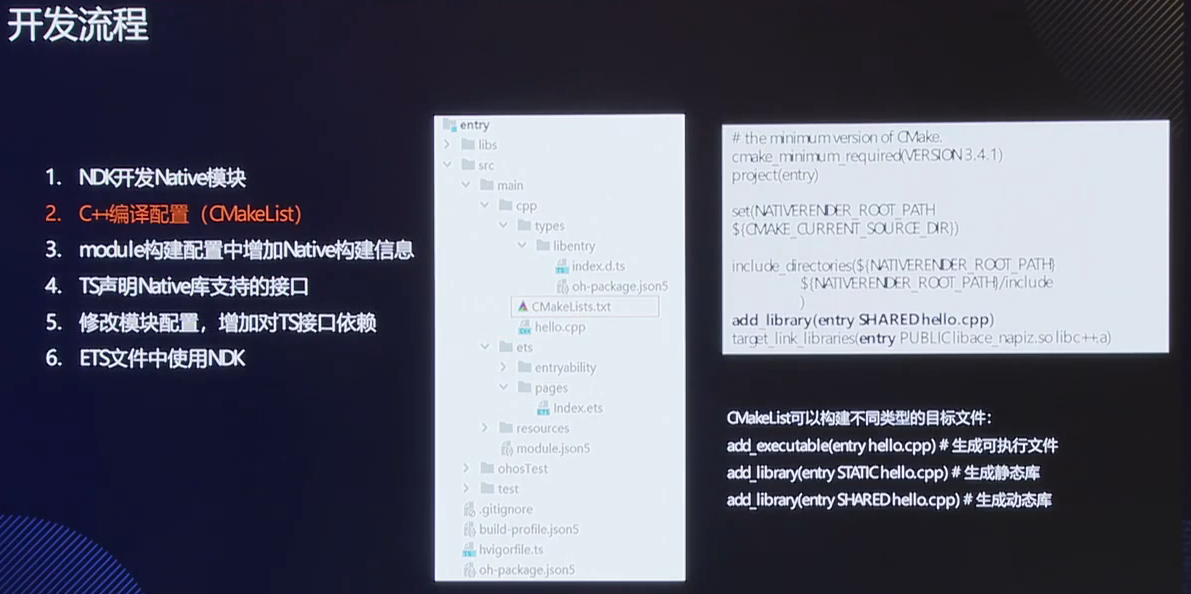 开发流程
1. NDK开发Native模块
2. C++编译配置（CMakeList）
3. module构建配置中增加Native构建信息
4. TS声明Native库支持的接口
5. 修改模块配置，增加对TS接口依赖
6. ETS文件中使用NDK
entry
libs
src
main
cpp
types
libentry
index.d.ts
oh-package.json5
CMakeLists.txt
hello.cpp
ets
entryability
pages
Index.ets
resources
module.json5
ohosTest
test
.gitignore
build-profile.json5
hvigorfile.ts
oh-package.json5
# the minimum version of CMake.
cmake_minimum_required(VERSION 3.4.1)
project(entry)
set(NATIVERENDER_ROOT_PATH
${CMAKE_CURRENT_SOURCE_DIR})
include_directories(${NATIVERENDER_ROOT_PATH}
${NATIVERENDER_ROOT_PATH}/include
)
add_library(entry SHARED hello.cpp)
target_link_libraries(entry PUBLIC libace_napiz.so libc++.a)
CMakeList可以构建不同类型的目标文件：
add_executable(entry hello.cpp) # 生成可执行文件
add_library(entry STATIC hello.cpp) # 生成静态库
add_library(entry SHARED hello.cpp) # 生成动态库